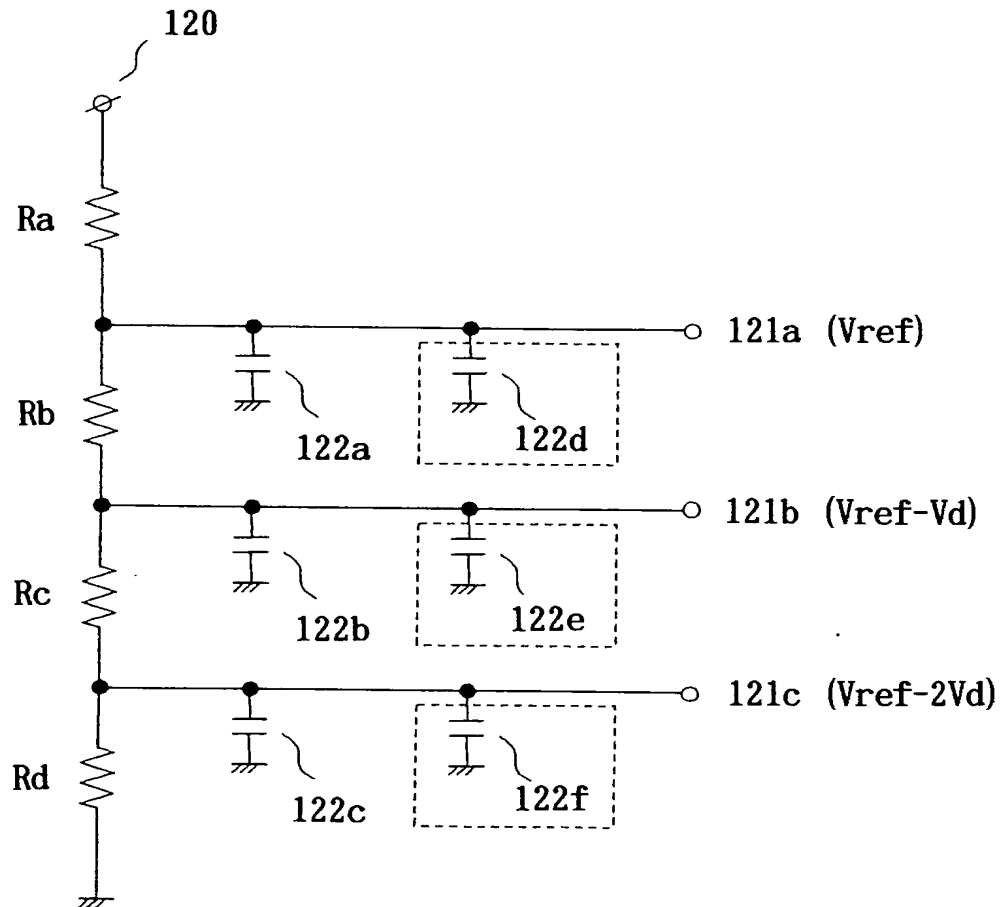 120
Ra
121a (Vref)
122a
122d
Rb
121b (Vref-Vd)
122b
122e
Rc
121c (Vref-2Vd)
122c
122f
Rd